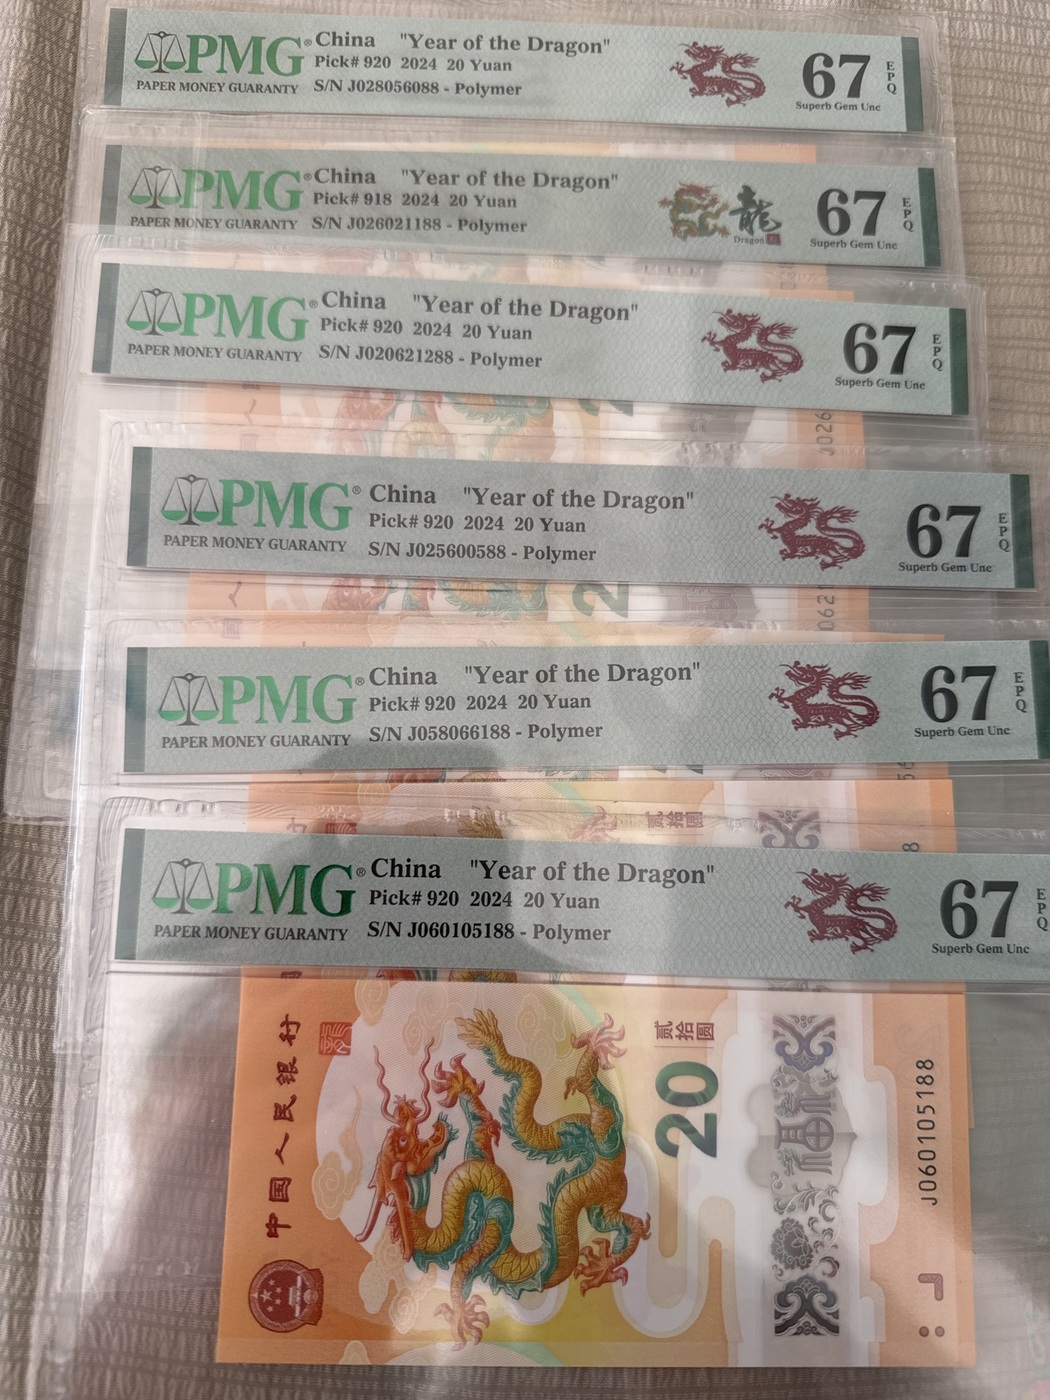 PMG® China "Year of the Dragon"
Pick# 920 2024 20 Yuan
PAPER MONEY GUARANTY S/N J028056088 - Polymer
67 EPQ
Superb Gem Unc
PMG® China "Year of the Dragon"
Pick# 918 2024 20 Yuan
PAPER MONEY GUARANTY S/N J026021188 - Polymer
龍
Dragon
67 EPQ
Superb Gem Unc
PMG® China "Year of the Dragon"
Pick# 920 2024 20 Yuan
PAPER MONEY GUARANTY S/N J020621288 - Polymer
67 EPQ
Superb Gem Unc
J026
PMG® China "Year of the Dragon"
Pick# 920 2024 20 Yuan
PAPER MONEY GUARANTY S/N J025600588 - Polymer
67 EPQ
Superb Gem Unc
2
062
PMG® China "Year of the Dragon"
Pick# 920 2024 20 Yuan
PAPER MONEY GUARANTY S/N J058066188 - Polymer
67 EPQ
Superb Gem Unc
贰拾圆
8
PMG® China "Year of the Dragon"
Pick# 920 2024 20 Yuan
PAPER MONEY GUARANTY S/N J060105188 - Polymer
67 EPQ
Superb Gem Unc
中国人民银行
贰拾圆
20
J060105188